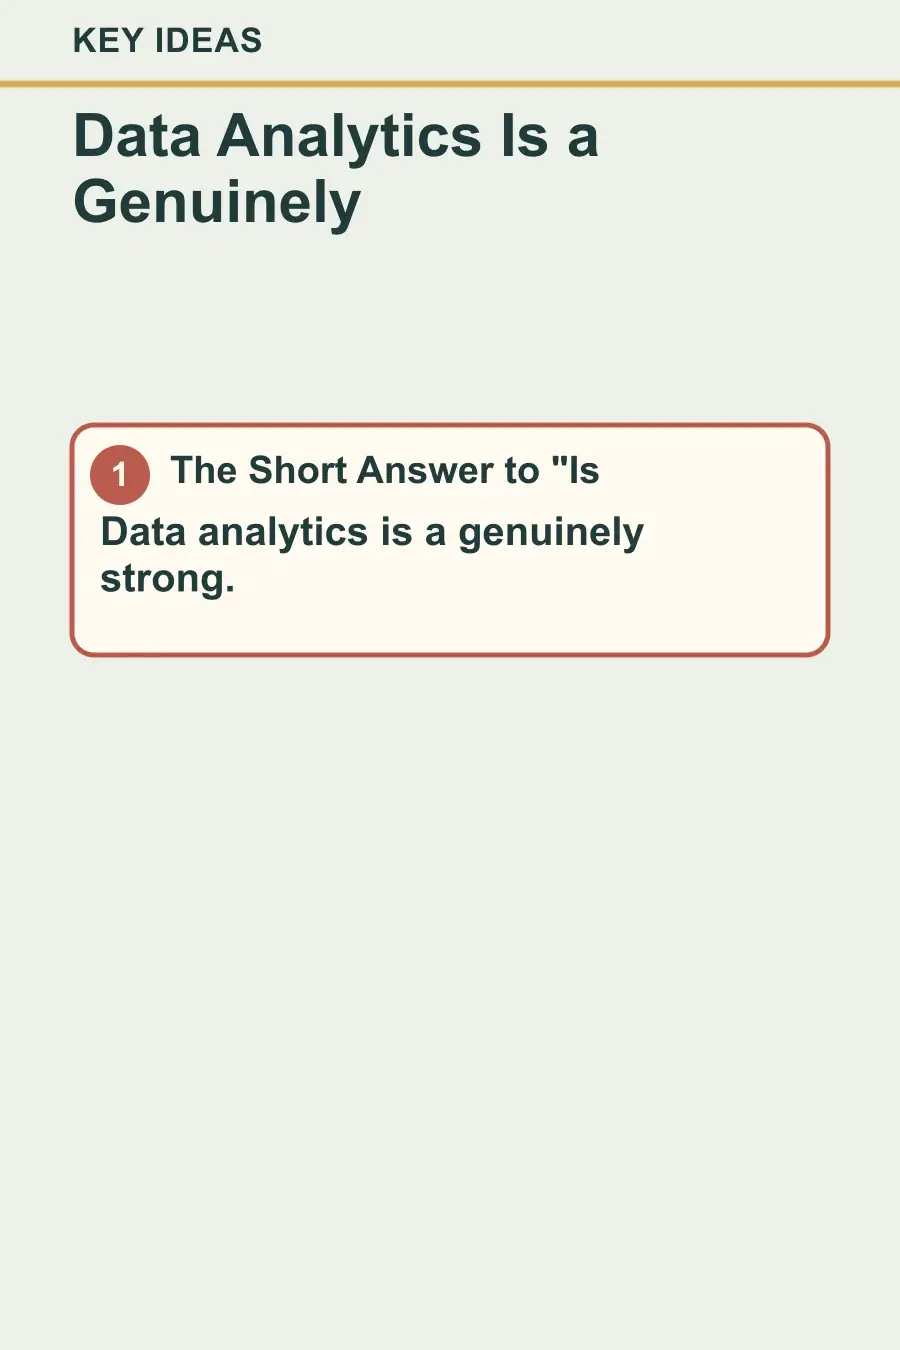 KEY IDEAS
Data Analytics Is a
Genuinely
1 The Short Answer to "Is
Data analytics is a genuinely
strong.